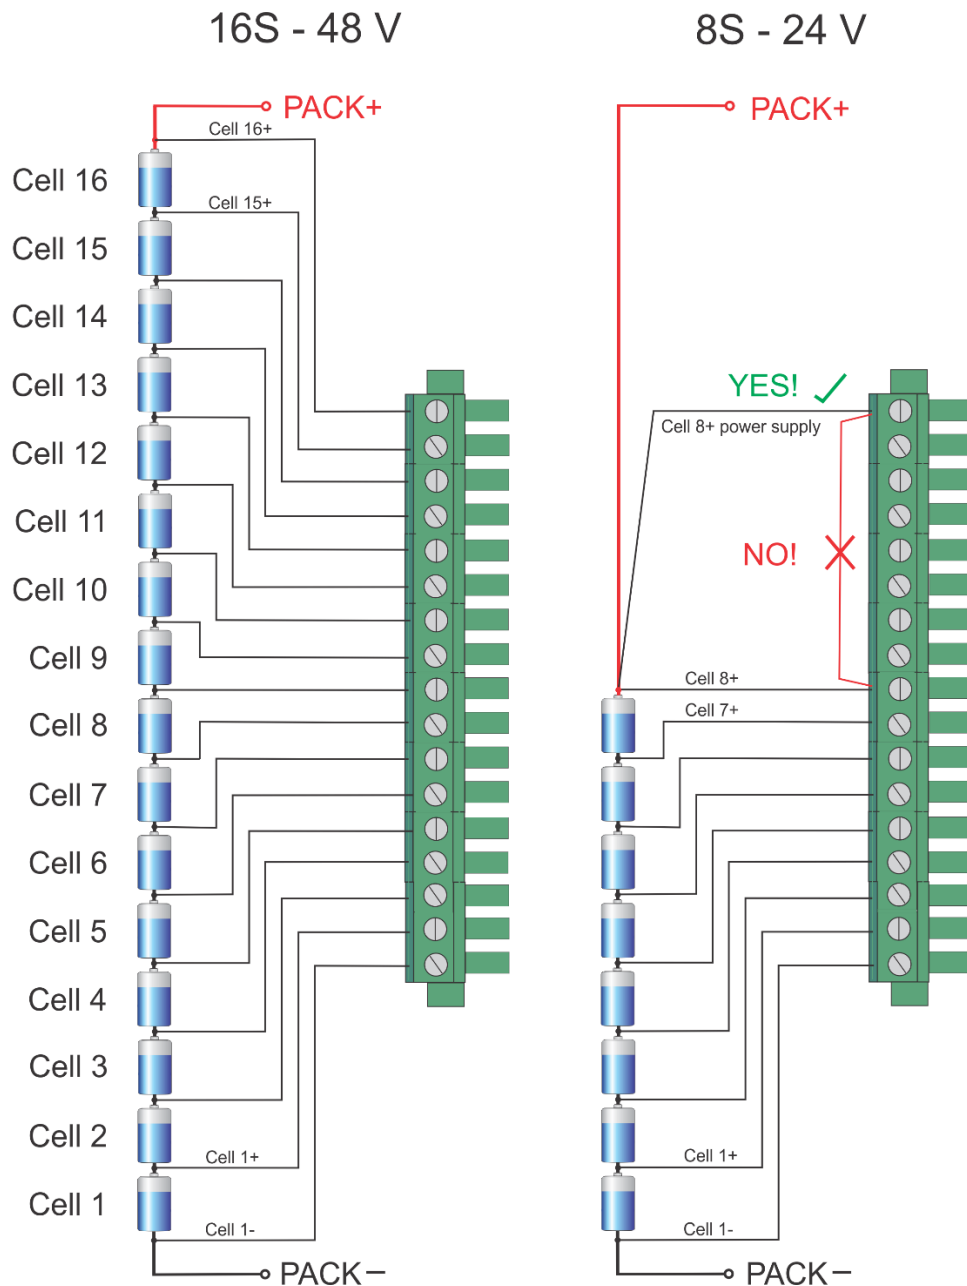 16S - 48 V
PACK+
Cell 16+
Cell 16
Cell 15+
Cell 15
Cell 14
Cell 13
Cell 12
Cell 11
Cell 10
Cell 9
Cell 8
Cell 7
Cell 6
Cell 5
Cell 4
Cell 3
Cell 2
Cell 1+
Cell 1
Cell 1-
PACK–
8S - 24 V
PACK+
YES!
Cell 8+ power supply
NO!
Cell 8+
Cell 7+
Cell 1+
Cell 1-
PACK–